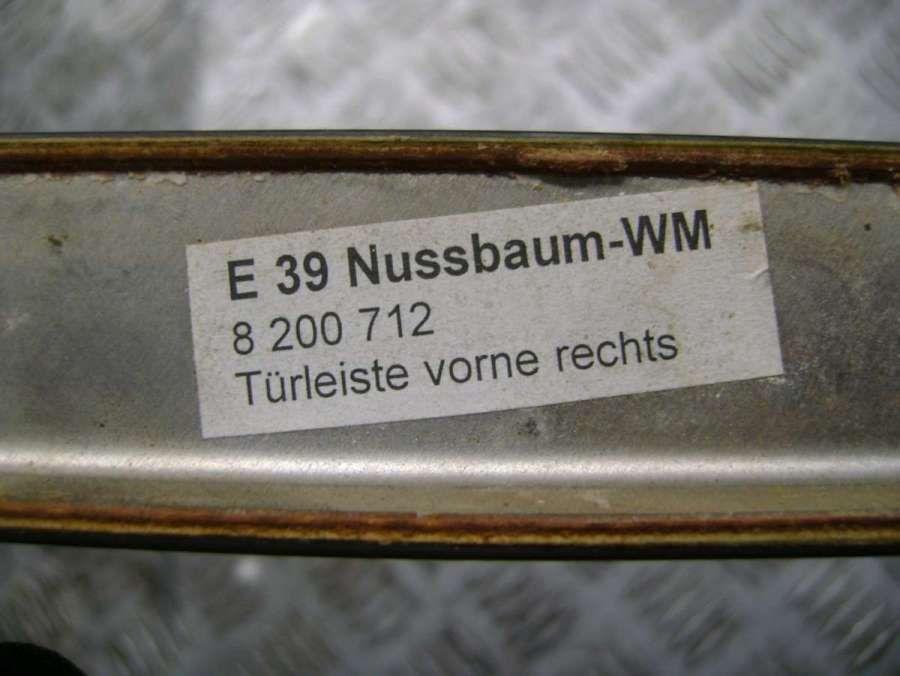 E 39 Nussbaum-WM
8 200 712
Türleiste vorne rechts